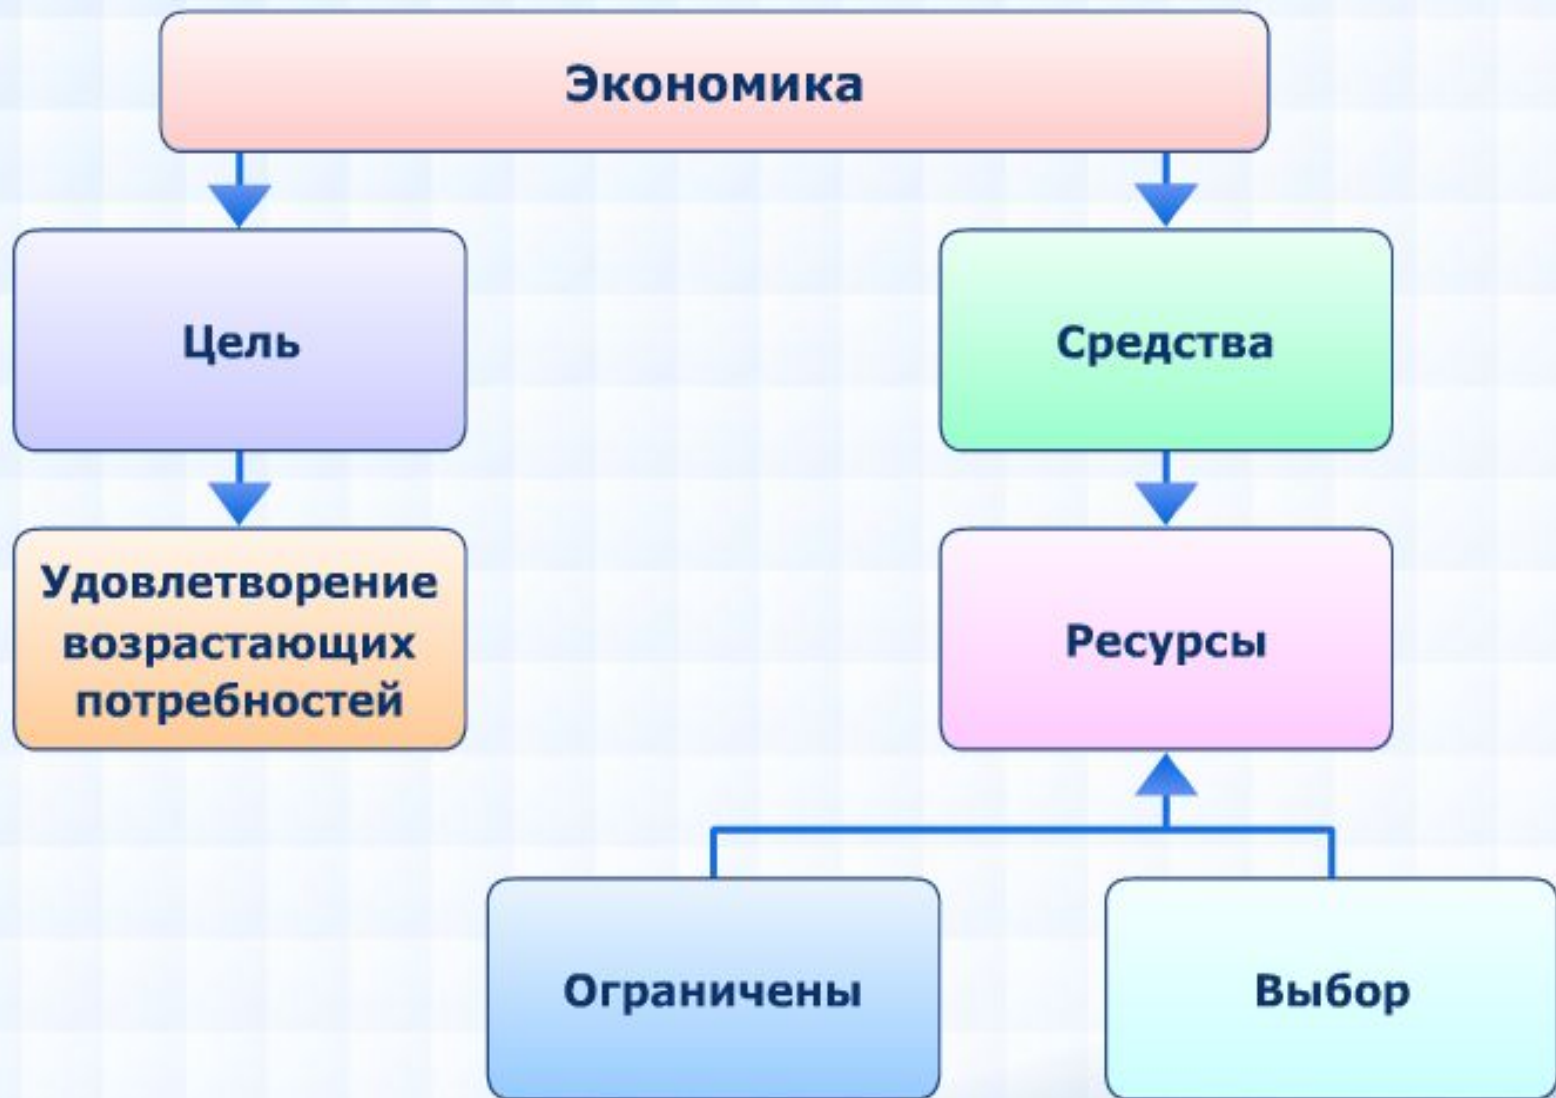 Экономика
Цель
Средства
Удовлетворение
возрастающих
потребностей
Ресурсы
Ограничены
Выбор